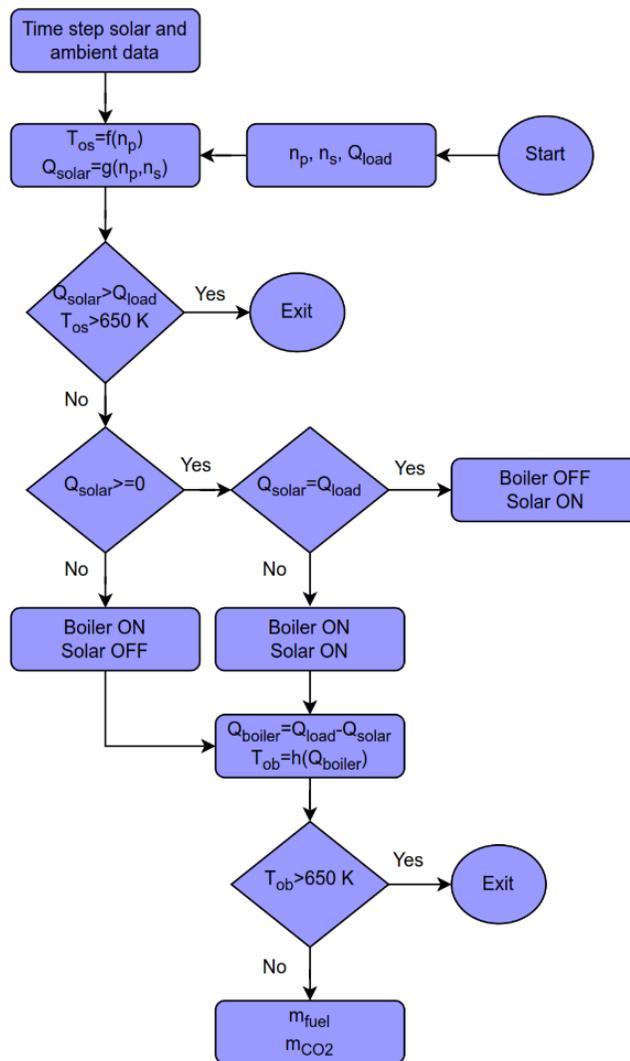 Time step solar and
ambient data
T_os=f(n_p)
Q_solar=g(n_p,n_s)
n_p, n_s, Q_load
Start
Q_solar>Q_load
T_os>650 K
Yes
Exit
No
Q_solar>=0
Yes
Q_solar=Q_load
Yes
Boiler OFF
Solar ON
No
No
Boiler ON
Solar OFF
Boiler ON
Solar ON
Q_boiler=Q_load-Q_solar
T_ob=h(Q_boiler)
T_ob>650 K
Yes
Exit
No
m_fuel
m_CO2